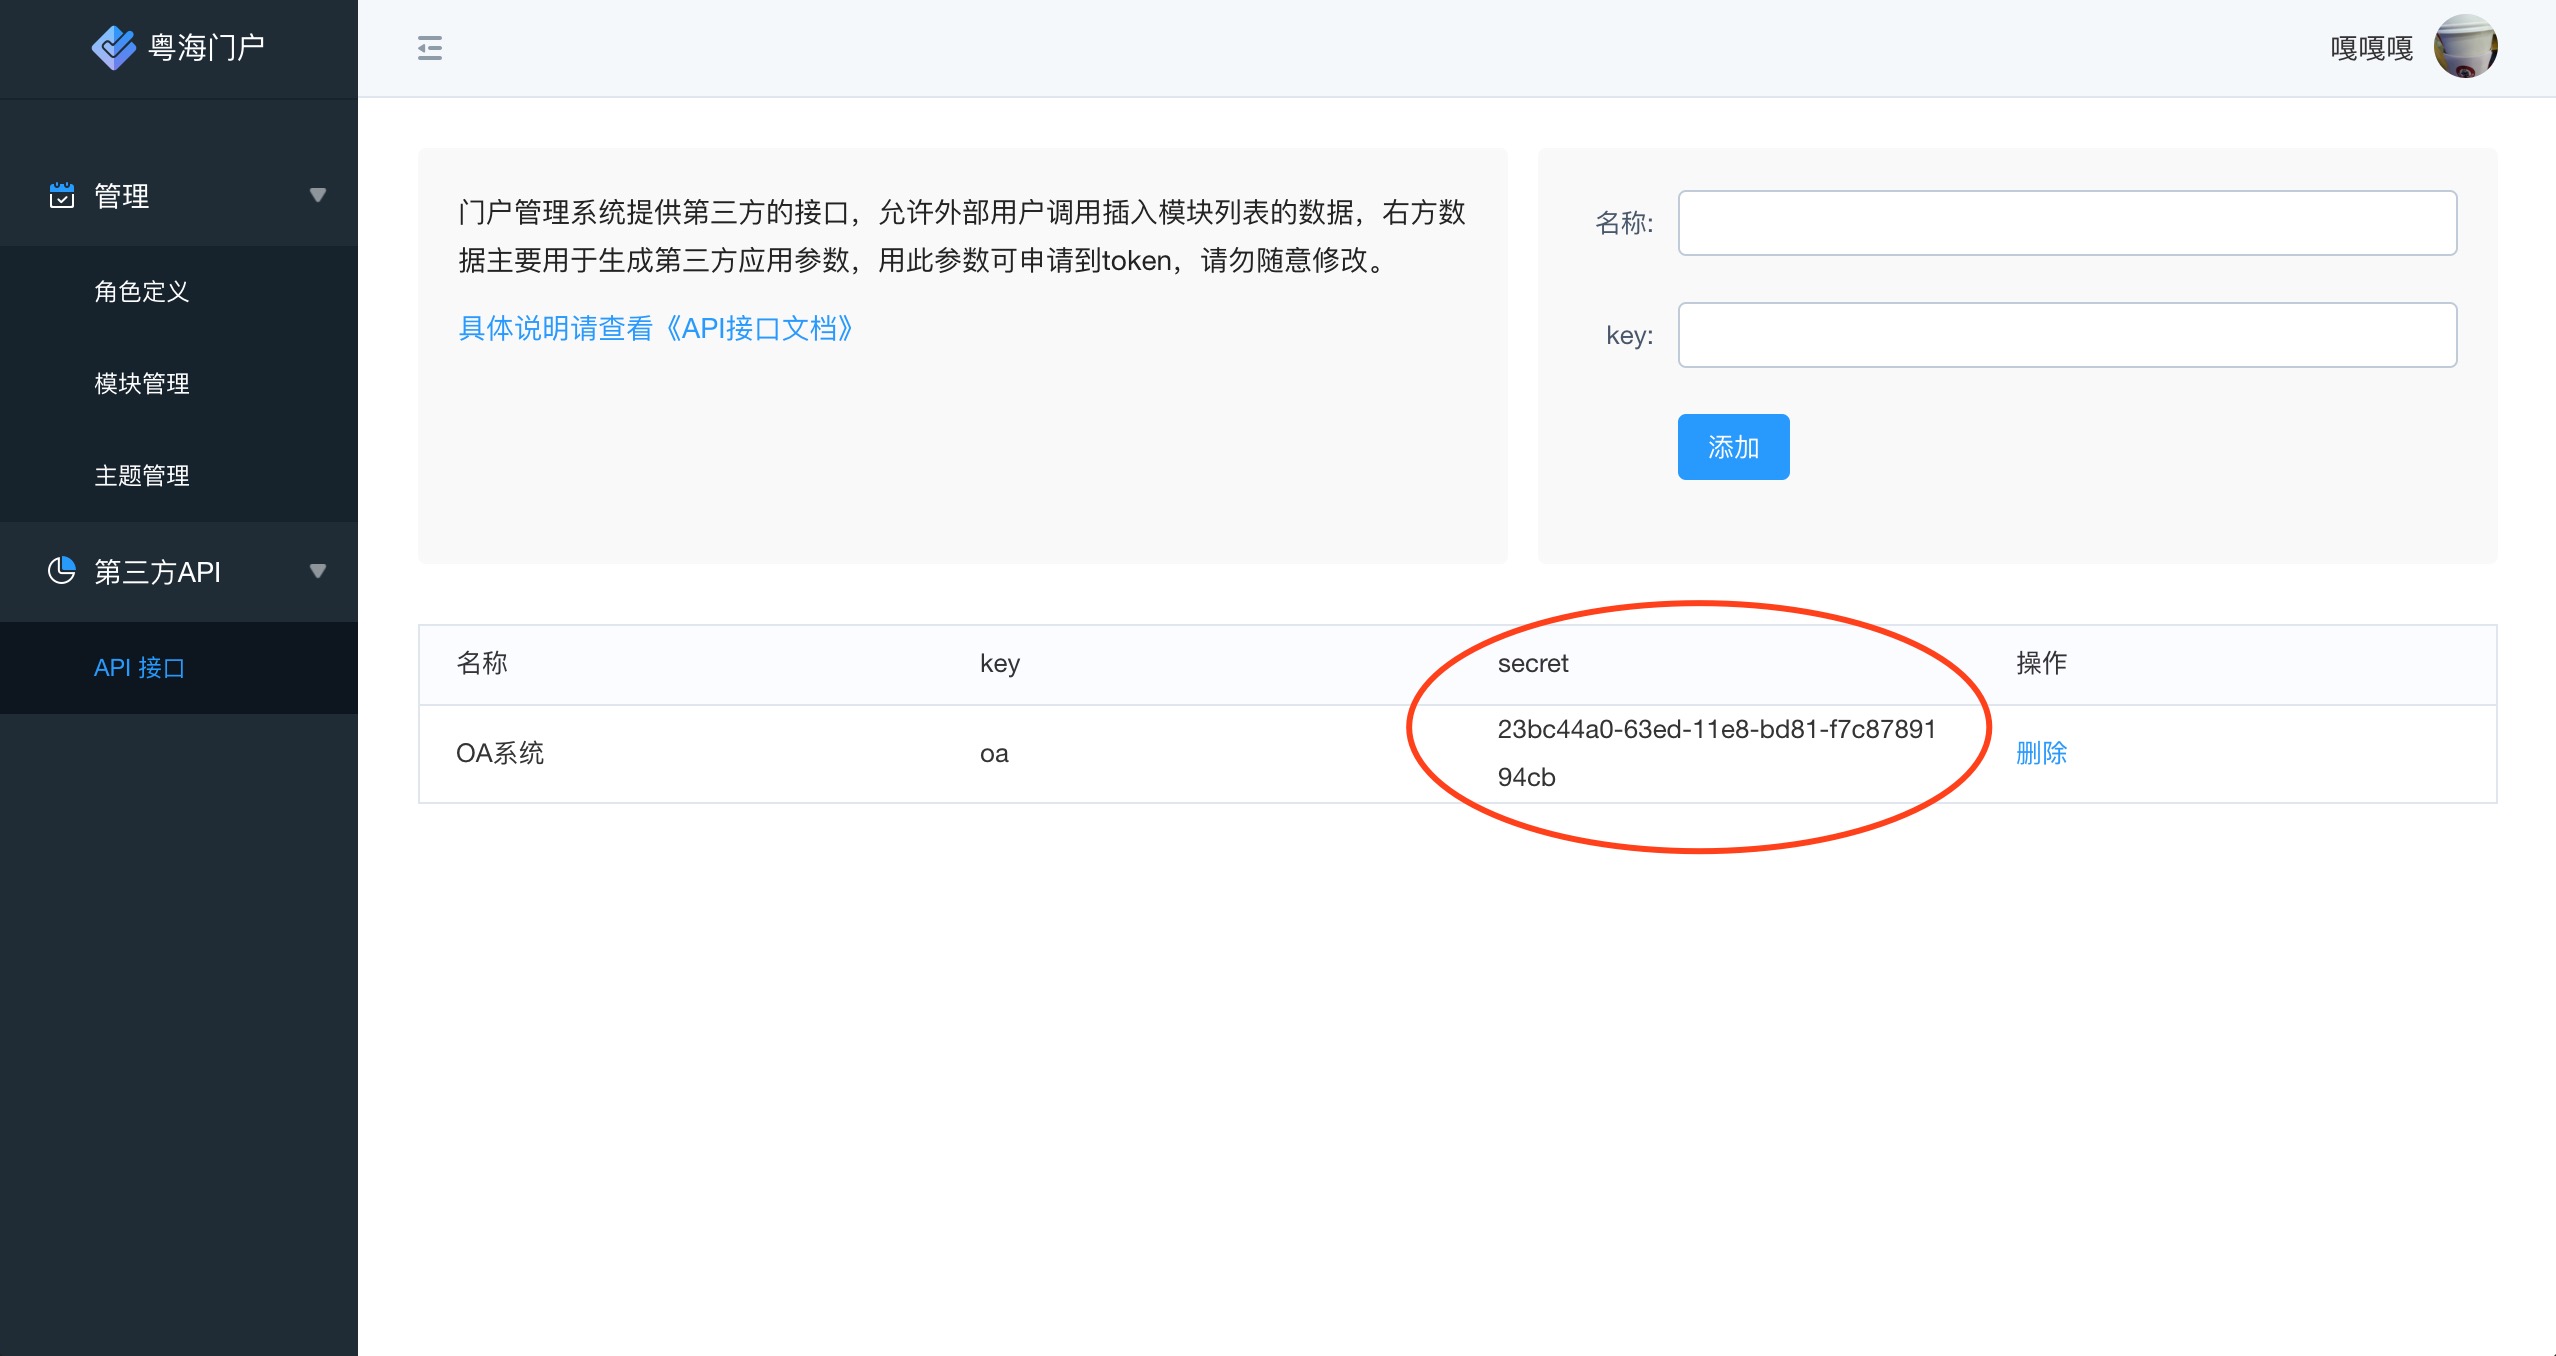 粤海门户
嘎嘎嘎
管理
角色定义
模块管理
主题管理
第三方API
API 接口
门户管理系统提供第三方的接口，允许外部用户调用插入模块列表的数据，右方数
据主要用于生成第三方应用参数，用此参数可申请到token，请勿随意修改。
具体说明请查看《API接口文档》
名称:
key:
添加
名称 key secret 操作
OA系统 oa 23bc44a0-63ed-11e8-bd81-f7c87891 删除
94cb